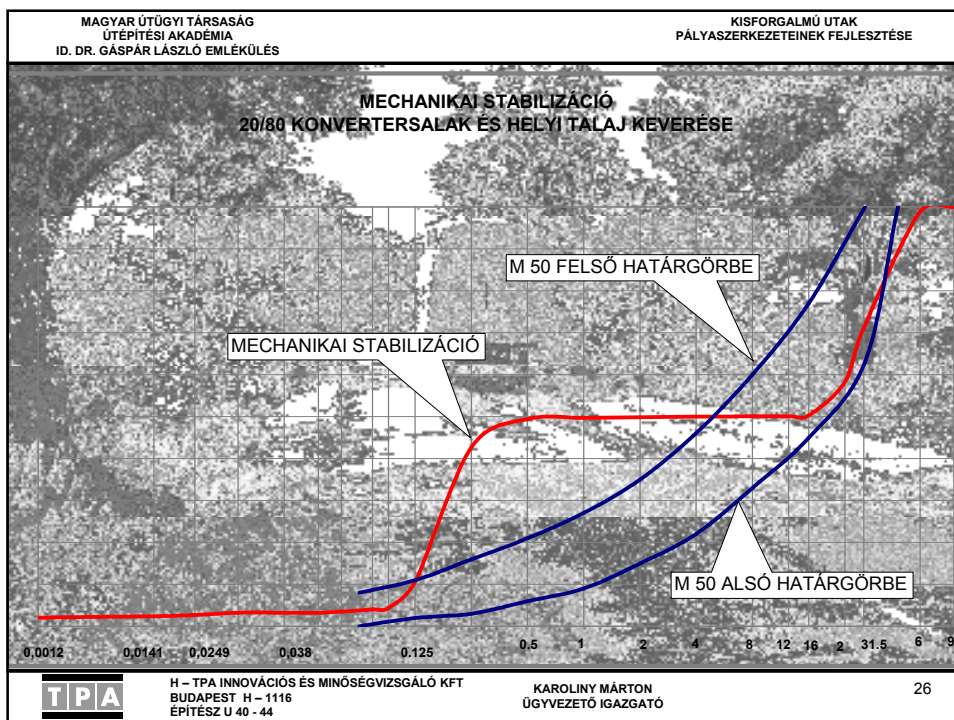 MAGYAR ÚTÜGYI TÁRSASÁG
ÚTÉPÍTÉSI AKADÉMIA
ID. DR. GÁSPÁR LÁSZLÓ EMLÉKÜLÉS
KISFORGALMÚ UTAK
PÁLYASZERKEZETEINEK FEJLESZTÉSE
MECHANIKAI STABILIZÁCIÓ
20/80 KONVERTERSALAK ÉS HELYI TALAJ KEVERÉSE
M 50 FELSŐ HATÁRGÖRBE
MECHANIKAI STABILIZÁCIÓ
M 50 ALSÓ HATÁRGÖRBE
0,0012 0,0141 0,0249 0,038 0.125 0.5 1 2 4 8 12 16 2 31.5 6 9
TPA
H – TPA INNOVÁCIÓS ÉS MINŐSÉGVIZSGÁLÓ KFT
BUDAPEST H – 1116
ÉPÍTÉSZ U 40 - 44
KAROLINY MÁRTON
ÜGYVEZETŐ IGAZGATÓ
26